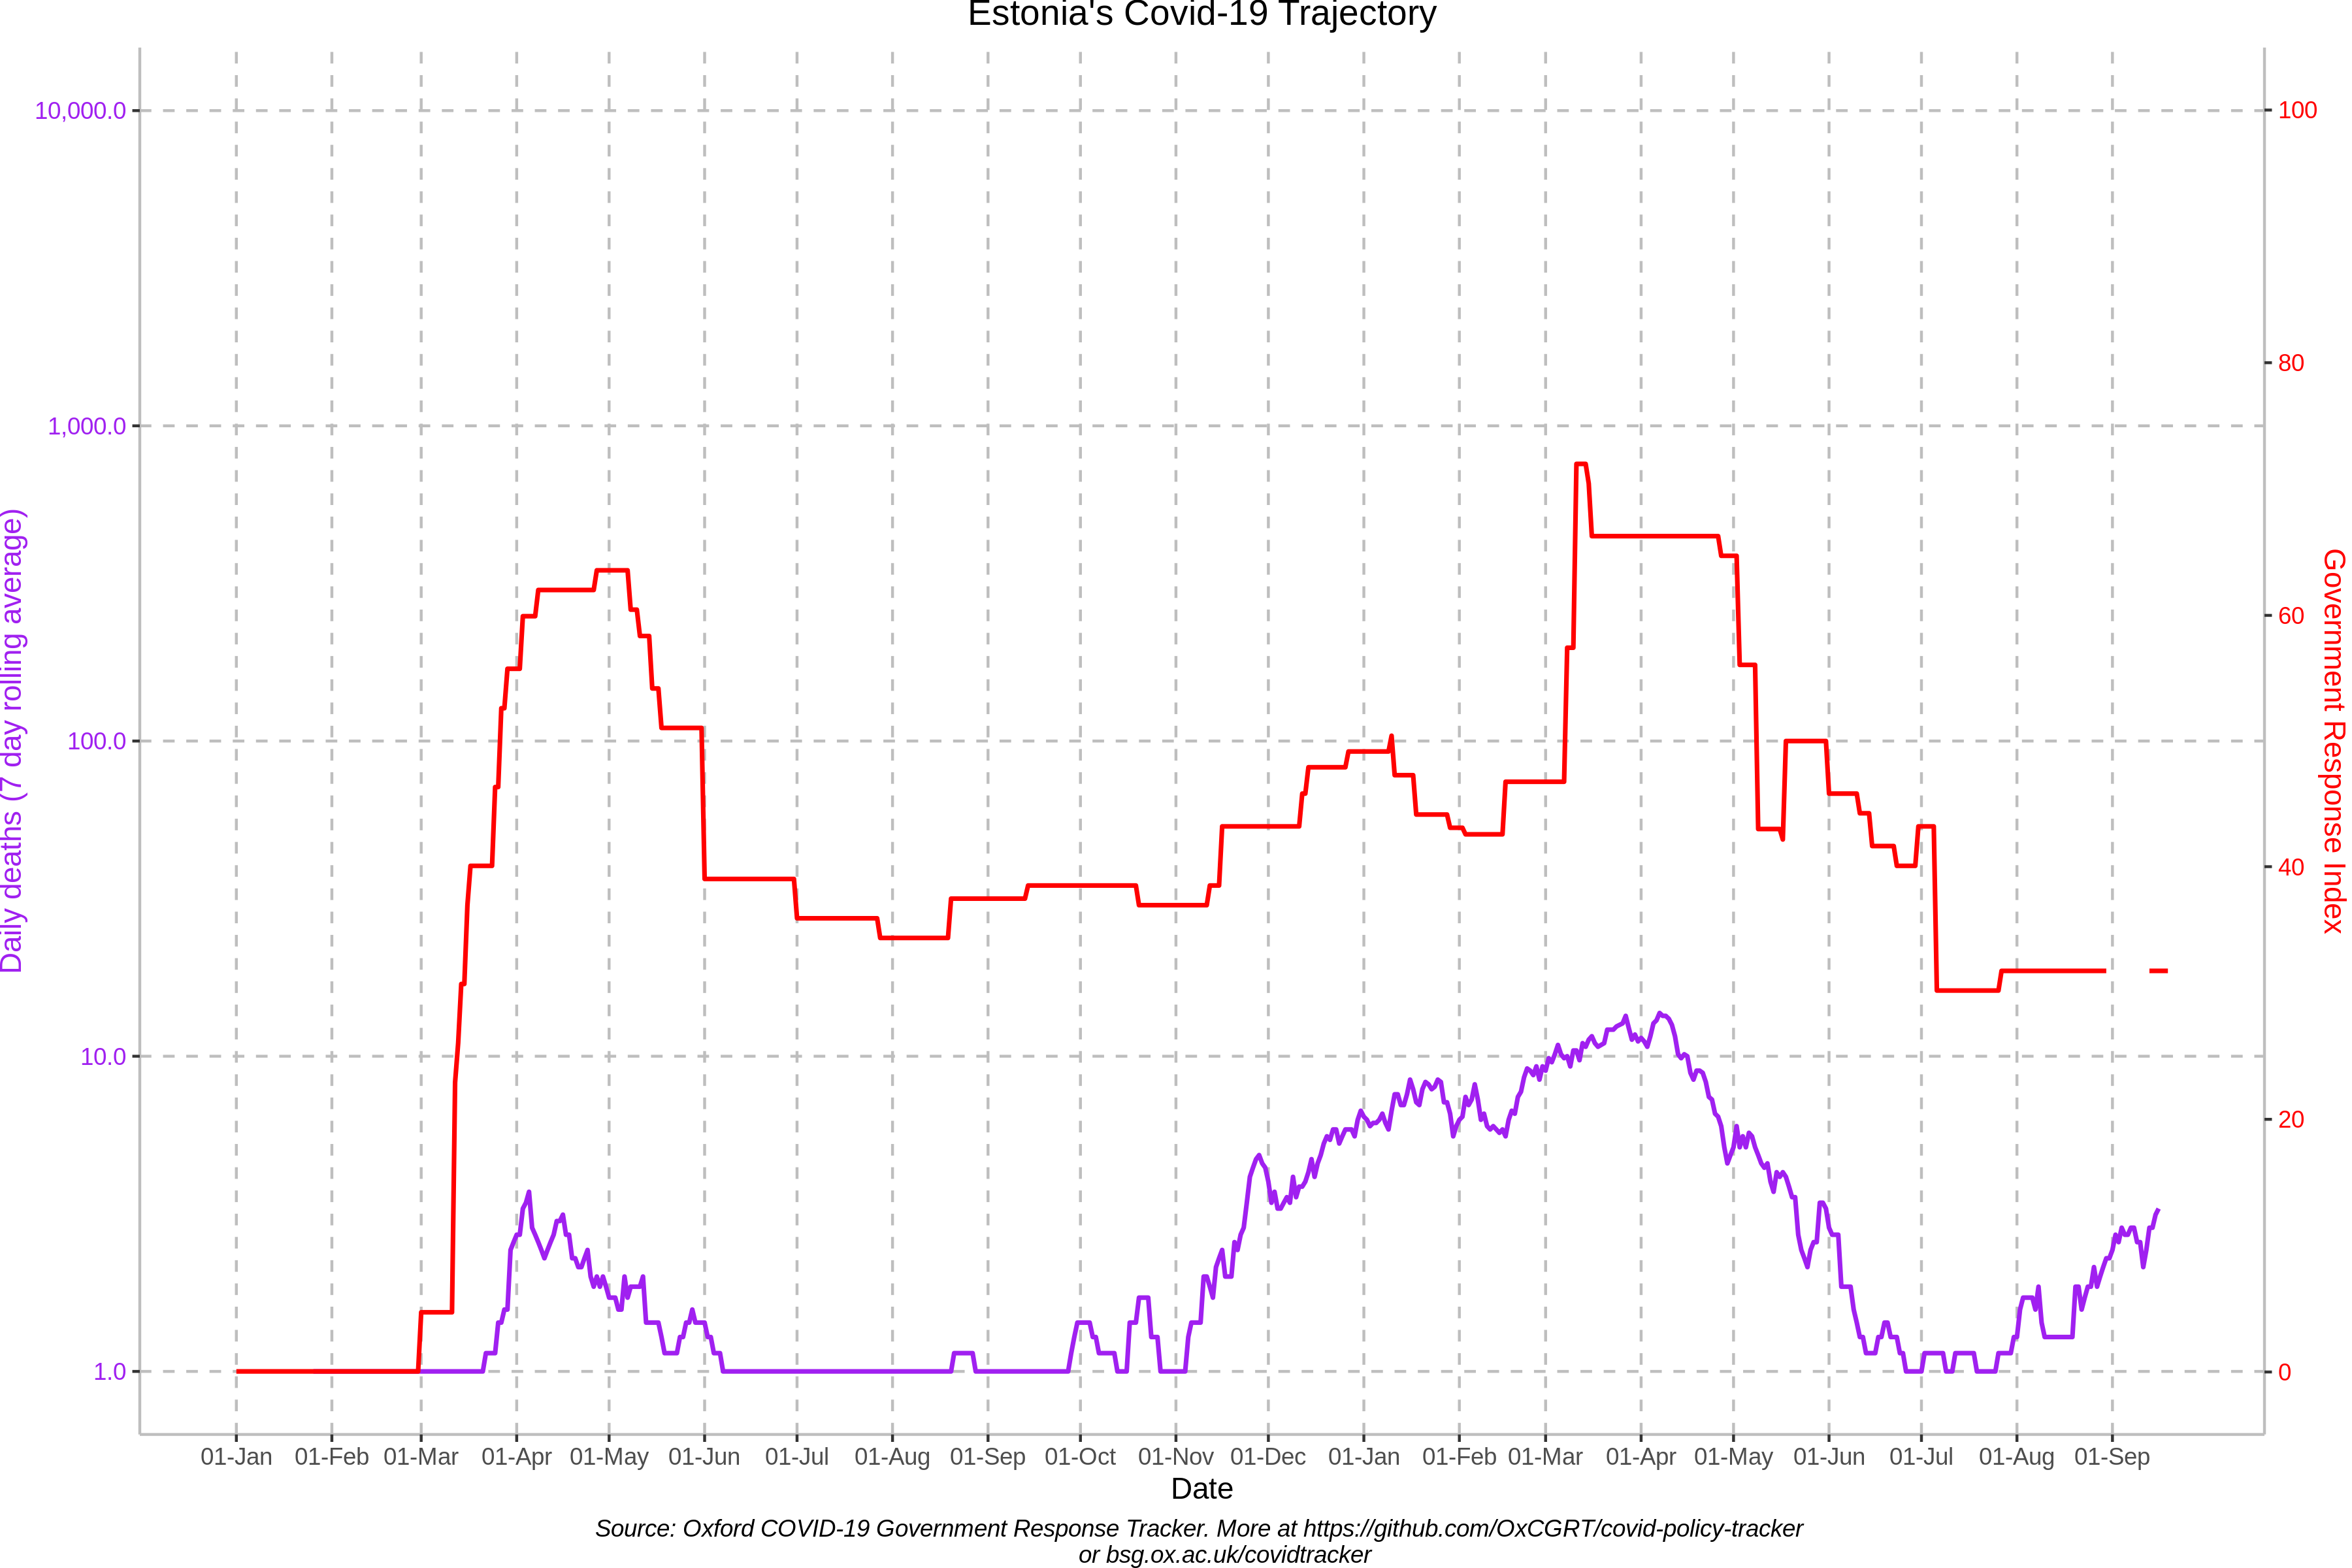 Estonia's Covid-19 Trajectory
10,000.0
1,000.0
100.0
10.0
1.0
Daily deaths (7 day rolling average)
100
80
60
40
20
0
Government Response Index
01-Jan 01-Feb 01-Mar 01-Apr 01-May 01-Jun 01-Jul 01-Aug 01-Sep 01-Oct 01-Nov 01-Dec 01-Jan 01-Feb 01-Mar 01-Apr 01-May 01-Jun 01-Jul 01-Aug 01-Sep
Date
Source: Oxford COVID-19 Government Response Tracker. More at https://github.com/OxCGRT/covid-policy-tracker
or bsg.ox.ac.uk/covidtracker